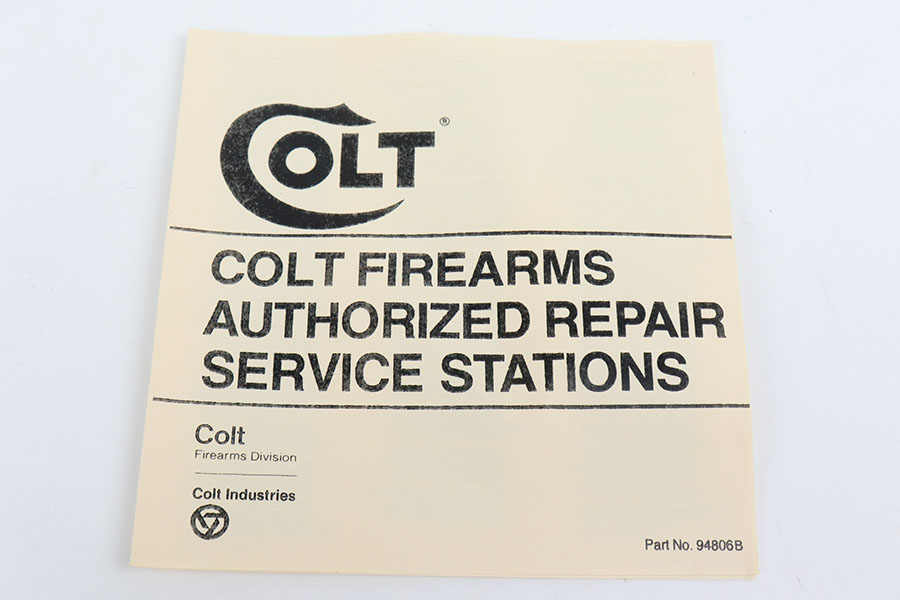 COLT ®
COLT FIREARMS
AUTHORIZED REPAIR
SERVICE STATIONS
Colt
Firearms Division
Colt Industries
Part No. 94806B